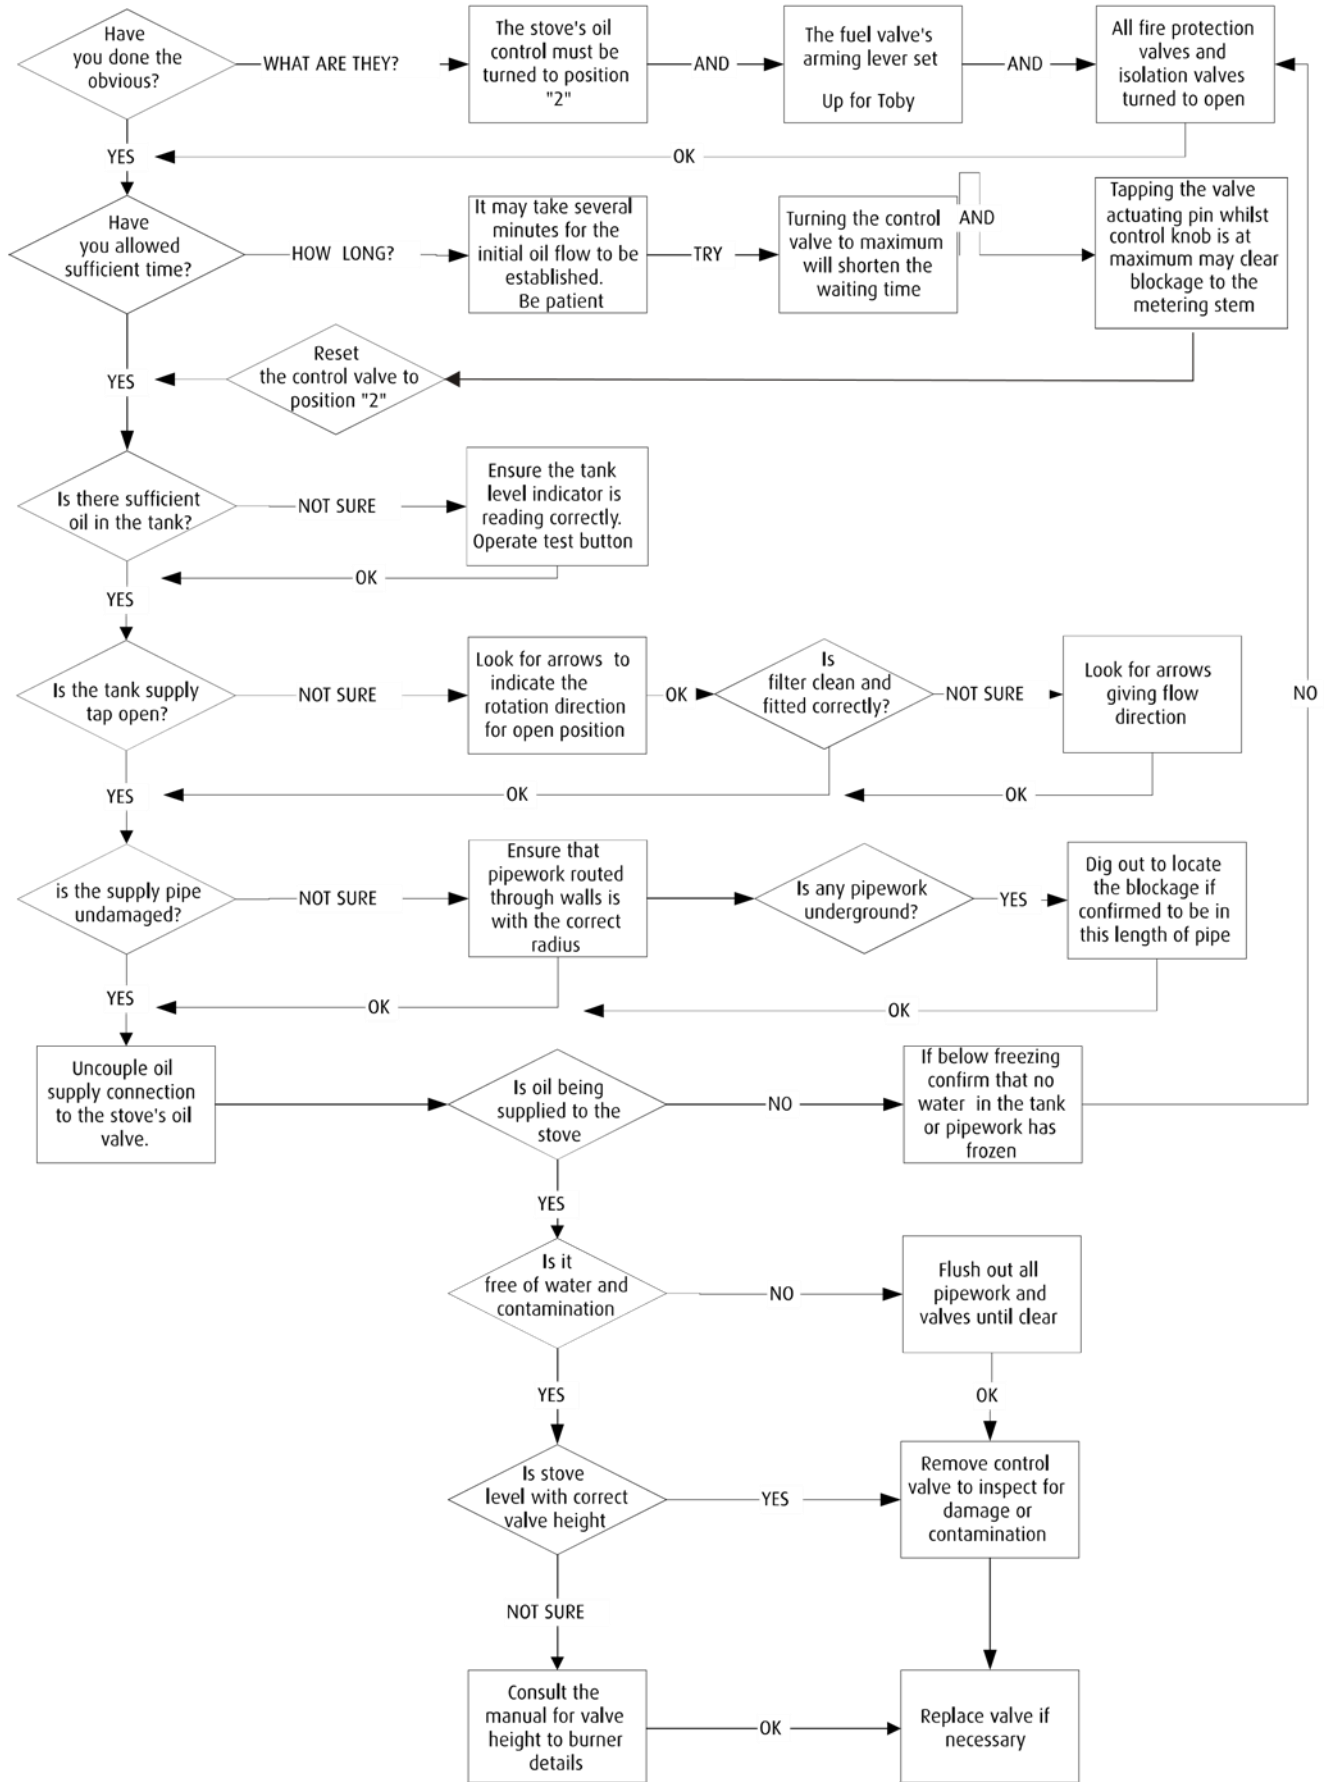 Have
you done the
obvious?
WHAT ARE THEY?
The stove's oil
control must be
turned to position
"2"
AND
The fuel valve's
arming lever set
Up for Toby
AND
All fire protection
valves and
isolation valves
turned to open
YES
OK
Have
you allowed
sufficient time?
HOW LONG?
It may take several
minutes for the
initial oil flow to be
established.
Be patient
TRY
Turning the control
valve to maximum
will shorten the
waiting time
AND
Tapping the valve
actuating pin whilst
control knob is at
maximum may clear
blockage to the
metering stem
YES
Reset
the control valve to
position "2"
Is there sufficient
oil in the tank?
NOT SURE
Ensure the tank
level indicator is
reading correctly.
Operate test button
OK
YES
Is the tank supply
tap open?
NOT SURE
Look for arrows to
indicate the
rotation direction
for open position
OK
Is
filter clean and
fitted correctly?
NOT SURE
Look for arrows
giving flow
direction
NO
YES
OK
OK
is the supply pipe
undamaged?
NOT SURE
Ensure that
pipework routed
through walls is
with the correct
radius
Is any pipework
underground?
YES
Dig out to locate
the blockage if
confirmed to be in
this length of pipe
YES
OK
OK
Uncouple oil
supply connection
to the stove's oil
valve.
Is oil being
supplied to the
stove
NO
If below freezing
confirm that no
water in the tank
or pipework has
frozen
YES
Is it
free of water and
contamination
NO
Flush out all
pipework and
valves until clear
YES
OK
Is stove
level with correct
valve height
YES
Remove control
valve to inspect for
damage or
contamination
NOT SURE
Consult the
manual for valve
height to burner
details
OK
Replace valve if
necessary